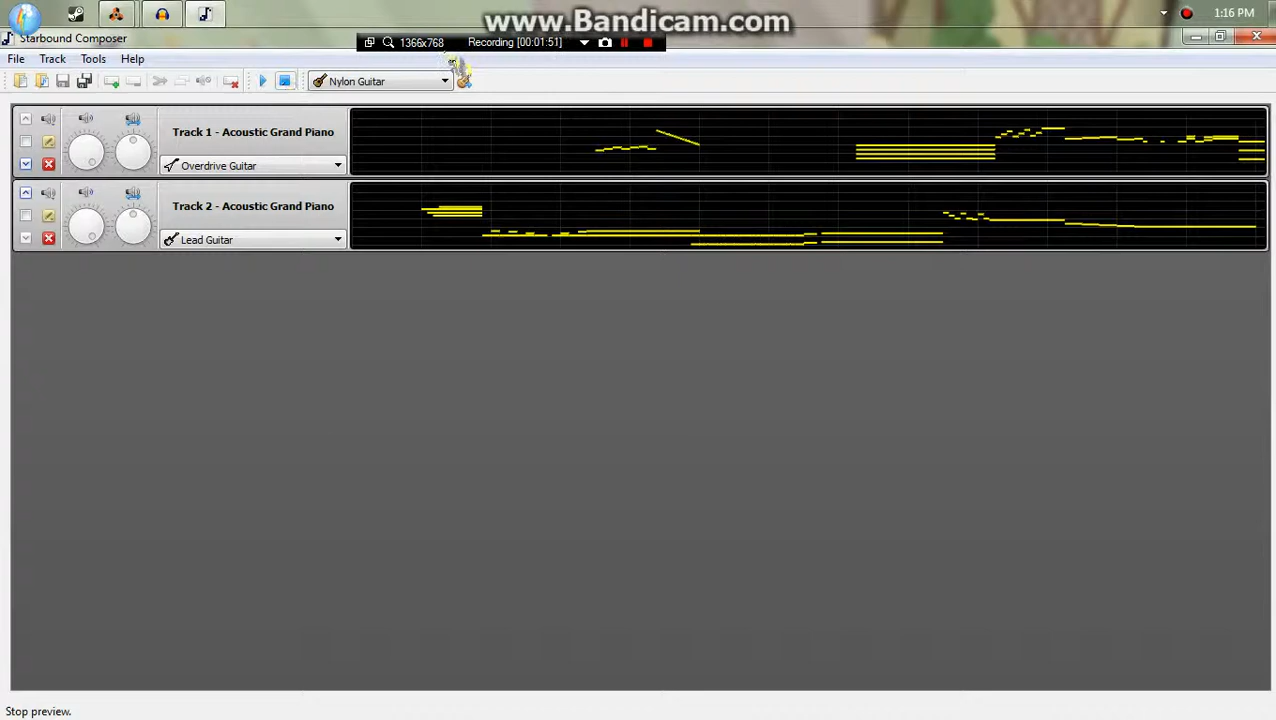 www.Bandicam.com
1:16 PM
Starbound Composer
1366x768
Recording [00:01:51]
File
Track
Tools
Help
Nylon Guitar
Track 1 - Acoustic Grand Piano
Overdrive Guitar
Track 2 - Acoustic Grand Piano
Lead Guitar
Stop preview.